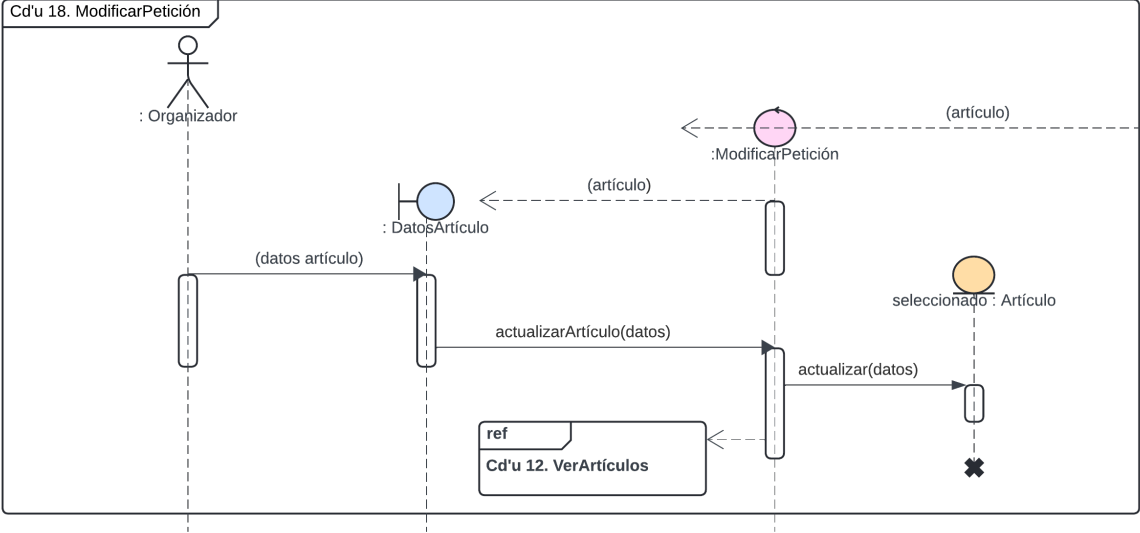 Cd'u 18. ModificarPetición
: Organizador
(artículo)
:ModificarPetición
(artículo)
: DatosArtículo
(datos artículo)
seleccionado : Artículo
actualizarArtículo(datos)
actualizar(datos)
ref
Cd'u 12. VerArtículos